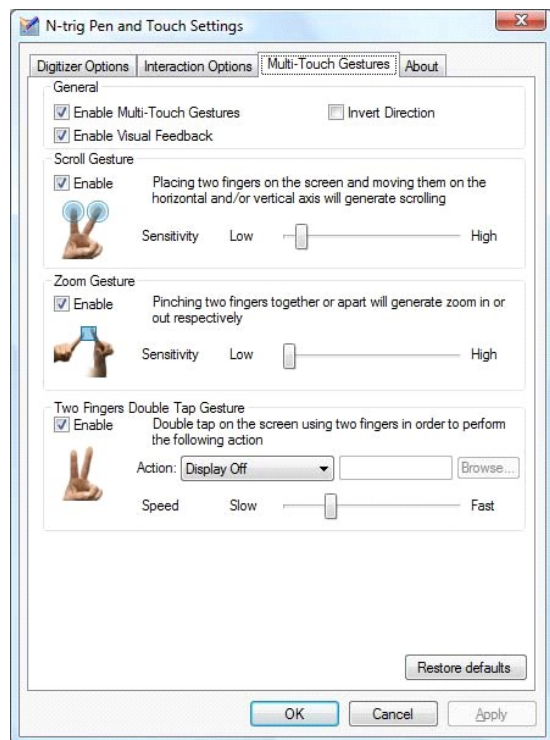 N-trig Pen and Touch Settings
Digitizer Options Interaction Options Multi-Touch Gestures About
General
Enable Multi-Touch Gestures Invert Direction
Enable Visual Feedback
Scroll Gesture
Enable Placing two fingers on the screen and moving them on the
horizontal and/or vertical axis will generate scrolling
Sensitivity Low High
Zoom Gesture
Enable Pinching two fingers together or apart will generate zoom in or
out respectively
Sensitivity Low High
Two Fingers Double Tap Gesture
Enable Double tap on the screen using two fingers in order to perform
the following action
Action: Display Off Browse...
Speed Slow Fast
Restore defaults
OK Cancel Apply